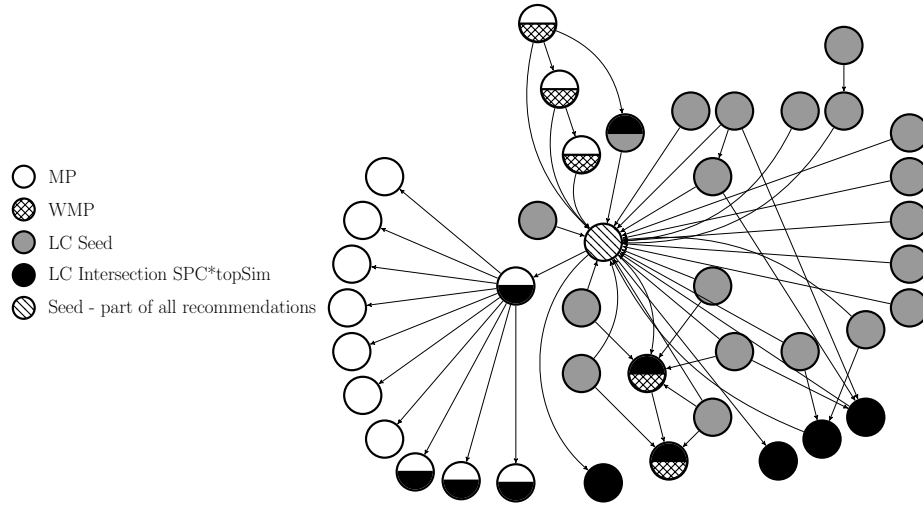 MP
WMP
LC Seed
LC Intersection SPC*topSim
Seed - part of all recommendations